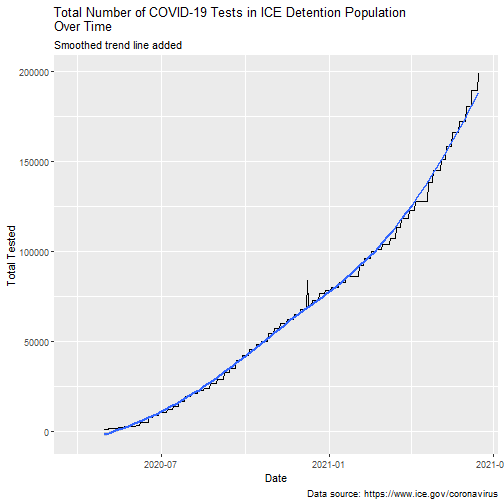 Total Number of COVID-19 Tests in ICE Detention Population
Over Time
Smoothed trend line added
200000
150000
100000
50000
0
Total Tested
2020-07
2021-01
2021-0
Date
Data source: https://www.ice.gov/coronavirus